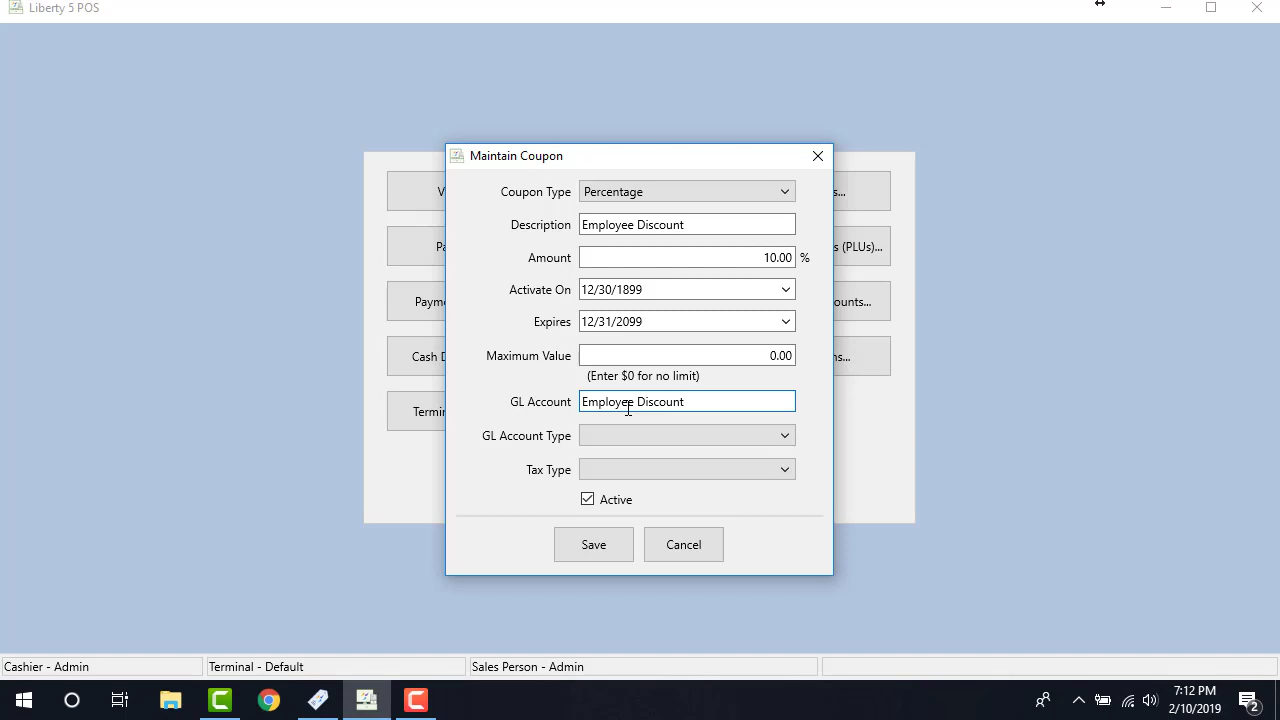 Liberty 5 POS
Maintain Coupon
Coupon Type Percentage
Description Employee Discount
Amount 10.00 %
Activate On 12/30/1899
Expires 12/31/2099
Maximum Value 0.00
(Enter $0 for no limit)
GL Account Employee Discount
GL Account Type
Tax Type
Active
Save Cancel
V
Pa
Payme
Cash D
Termin
s...
s (PLUs)...
ounts...
ns...
Cashier - Admin Terminal - Default Sales Person - Admin
7:12 PM
2/10/2019
2